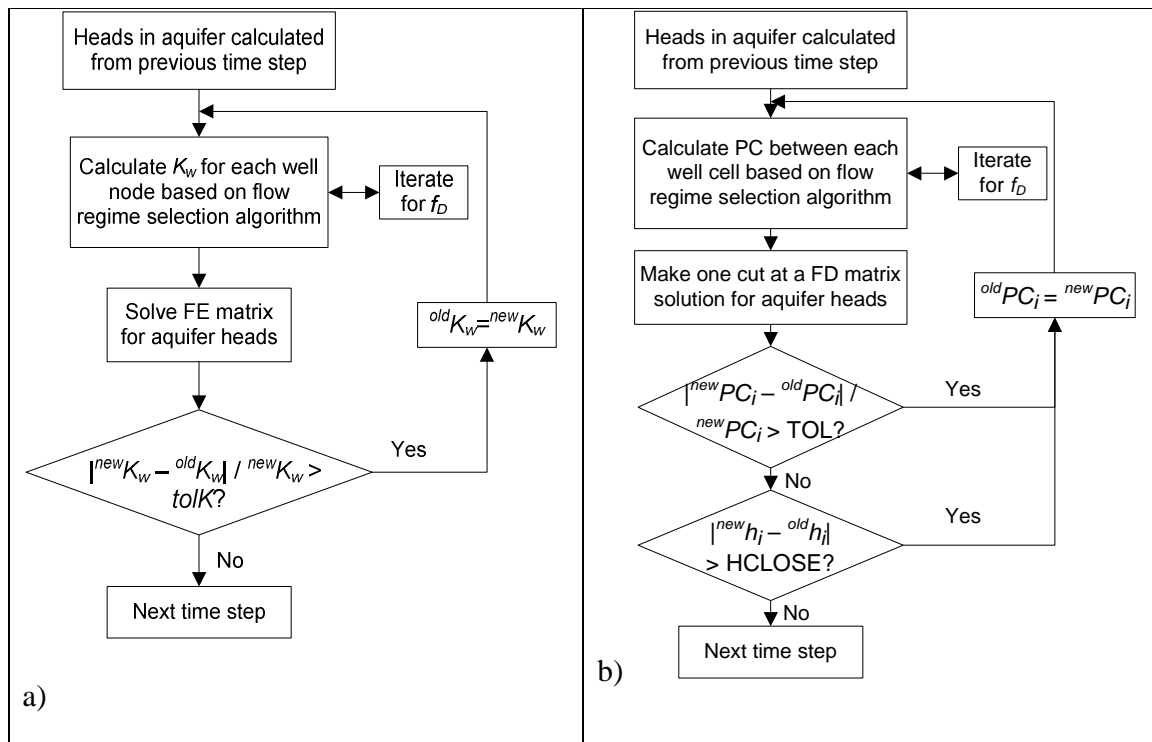 Heads in aquifer calculated
from previous time step
Calculate Kw for each well
node based on flow
regime selection algorithm
Iterate
for fD
Solve FE matrix
for aquifer heads
oldKw=newKw
|newKw – oldKw| / newKw >
tolK?
Yes
No
Next time step
a)
Heads in aquifer calculated
from previous time step
Calculate PC between each
well cell based on flow
regime selection algorithm
Iterate
for fD
Make one cut at a FD matrix
solution for aquifer heads
oldPCi = newPCi
|newPCi – oldPCi| /
newPCi > TOL?
Yes
No
|newhi – oldhi|
> HCLOSE?
Yes
No
Next time step
b)